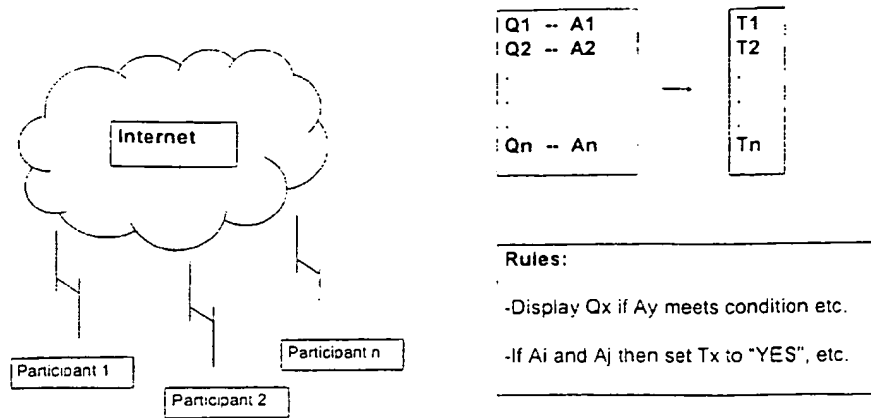 Internet
Participant 1
Participant 2
Participant n
Q1 -- A1
Q2 -- A2
.
.
.
Qn -- An
T1
T2
.
.
.
Tn
Rules:
-Display Qx if Ay meets condition etc.
-If Ai and Aj then set Tx to "YES", etc.